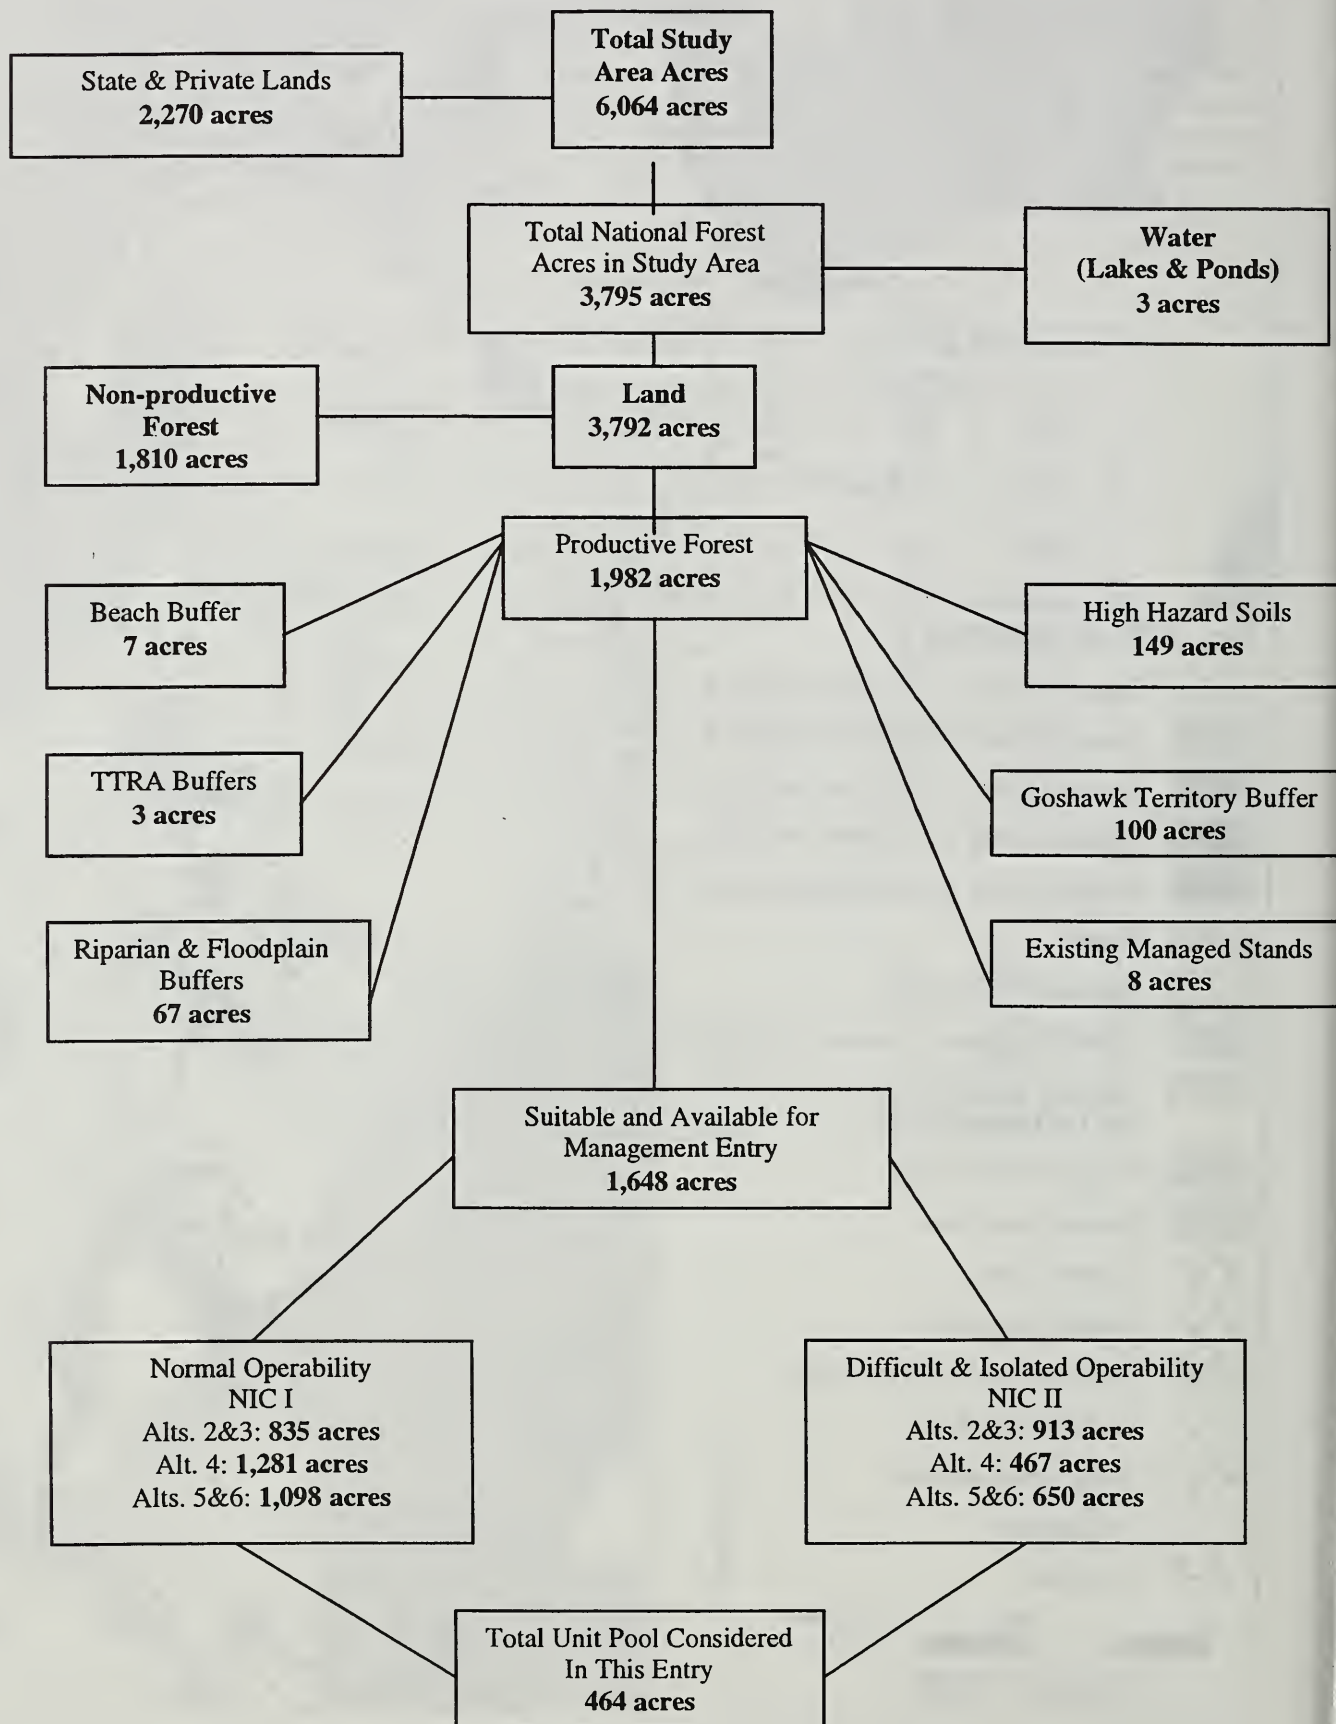 Total Study
Area Acres
6,064 acres
State & Private Lands
2,270 acres
Total National Forest
Acres in Study Area
3,795 acres
Water
(Lakes & Ponds)
3 acres
Non-productive
Forest
1,810 acres
Land
3,792 acres
Productive Forest
1,982 acres
Beach Buffer
7 acres
High Hazard Soils
149 acres
TTRA Buffers
3 acres
Goshawk Territory Buffer
100 acres
Riparian & Floodplain
Buffers
67 acres
Existing Managed Stands
8 acres
Suitable and Available for
Management Entry
1,648 acres
Normal Operability
NIC I
Alts. 2&3: 835 acres
Alt. 4: 1,281 acres
Alts. 5&6: 1,098 acres
Difficult & Isolated Operability
NIC II
Alts. 2&3: 913 acres
Alt. 4: 467 acres
Alts. 5&6: 650 acres
Total Unit Pool Considered
In This Entry
464 acres